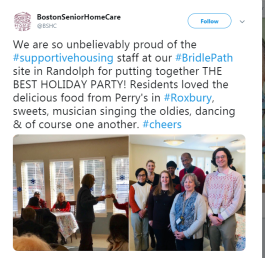 BostonSeniorHomeCare
@BSHC
Follow
We are so unbelievably proud of the
#supportivehousing staff at our #BridlePath
site in Randolph for putting together THE
BEST HOLIDAY PARTY! Residents loved the
delicious food from Perry's in #Roxbury,
sweets, musician singing the oldies, dancing
& of course one another. #cheers